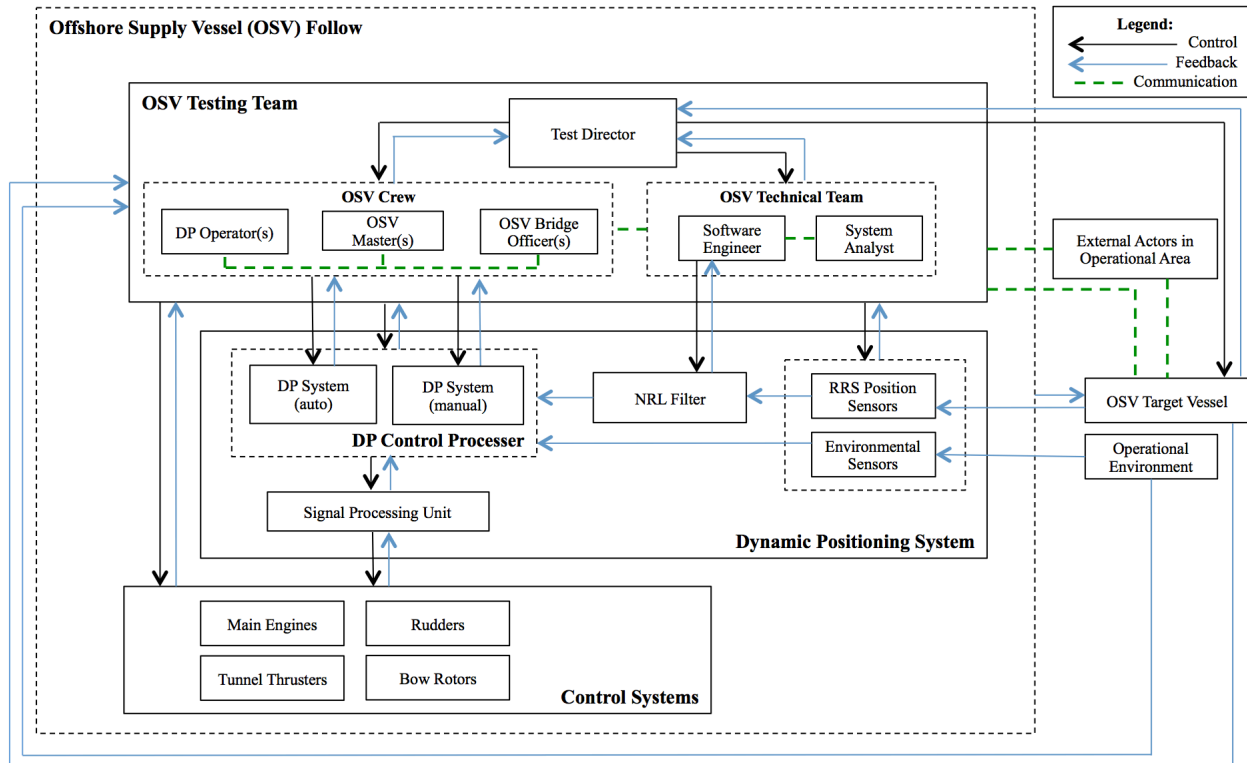 Offshore Supply Vessel (OSV) Follow
Legend:
Control
Feedback
Communication
OSV Testing Team
Test Director
OSV Crew
DP Operator(s)
OSV
Master(s)
OSV Bridge
Officer(s)
OSV Technical Team
Software
Engineer
System
Analyst
External Actors in
Operational Area
DP System
(auto)
DP System
(manual)
DP Control Processer
NRL Filter
RRS Position
Sensors
Environmental
Sensors
OSV Target Vessel
Operational
Environment
Signal Processing Unit
Dynamic Positioning System
Main Engines
Rudders
Tunnel Thrusters
Bow Rotors
Control Systems